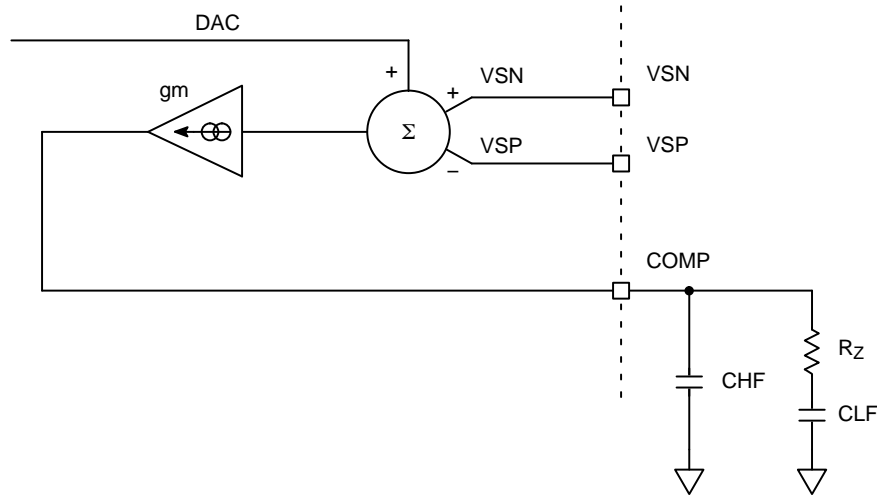 DAC
gm
+
Σ
+
VSN
VSP
−
VSN
VSP
COMP
CHF
RZ
CLF